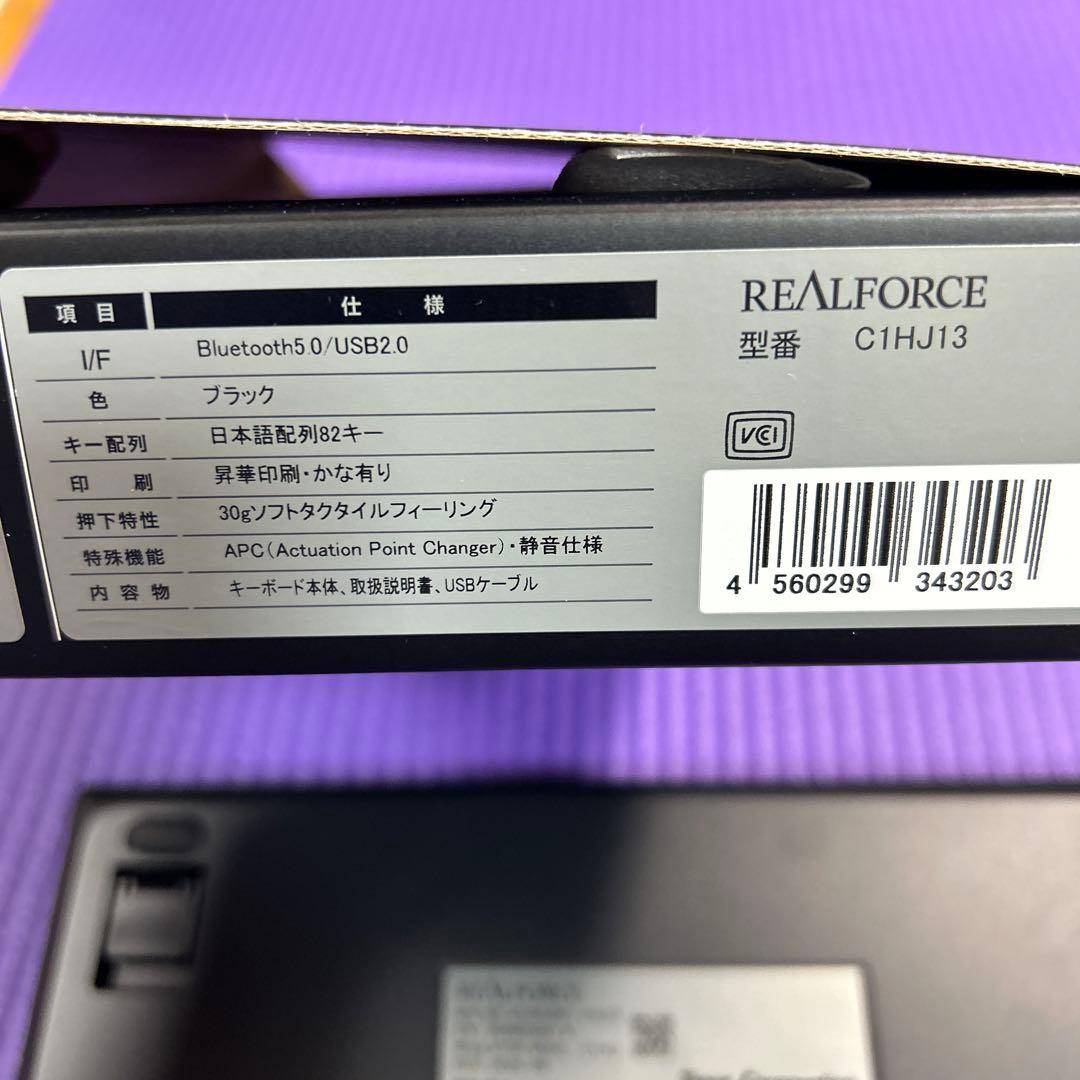 項目 仕様
I/F Bluetooth5.0/USB2.0
色 ブラック
キー配列 日本語配列82キー
印刷 昇華印刷・かな有り
押下特性 30gソフトタクタイルフィーリング
特殊機能 APC(Actuation Point Changer)・静音仕様
内容物 キーボード本体、取扱説明書、USBケーブル
REALFORCE
型番 C1HJ13
VCI
4 560299 343203
REALFORCE